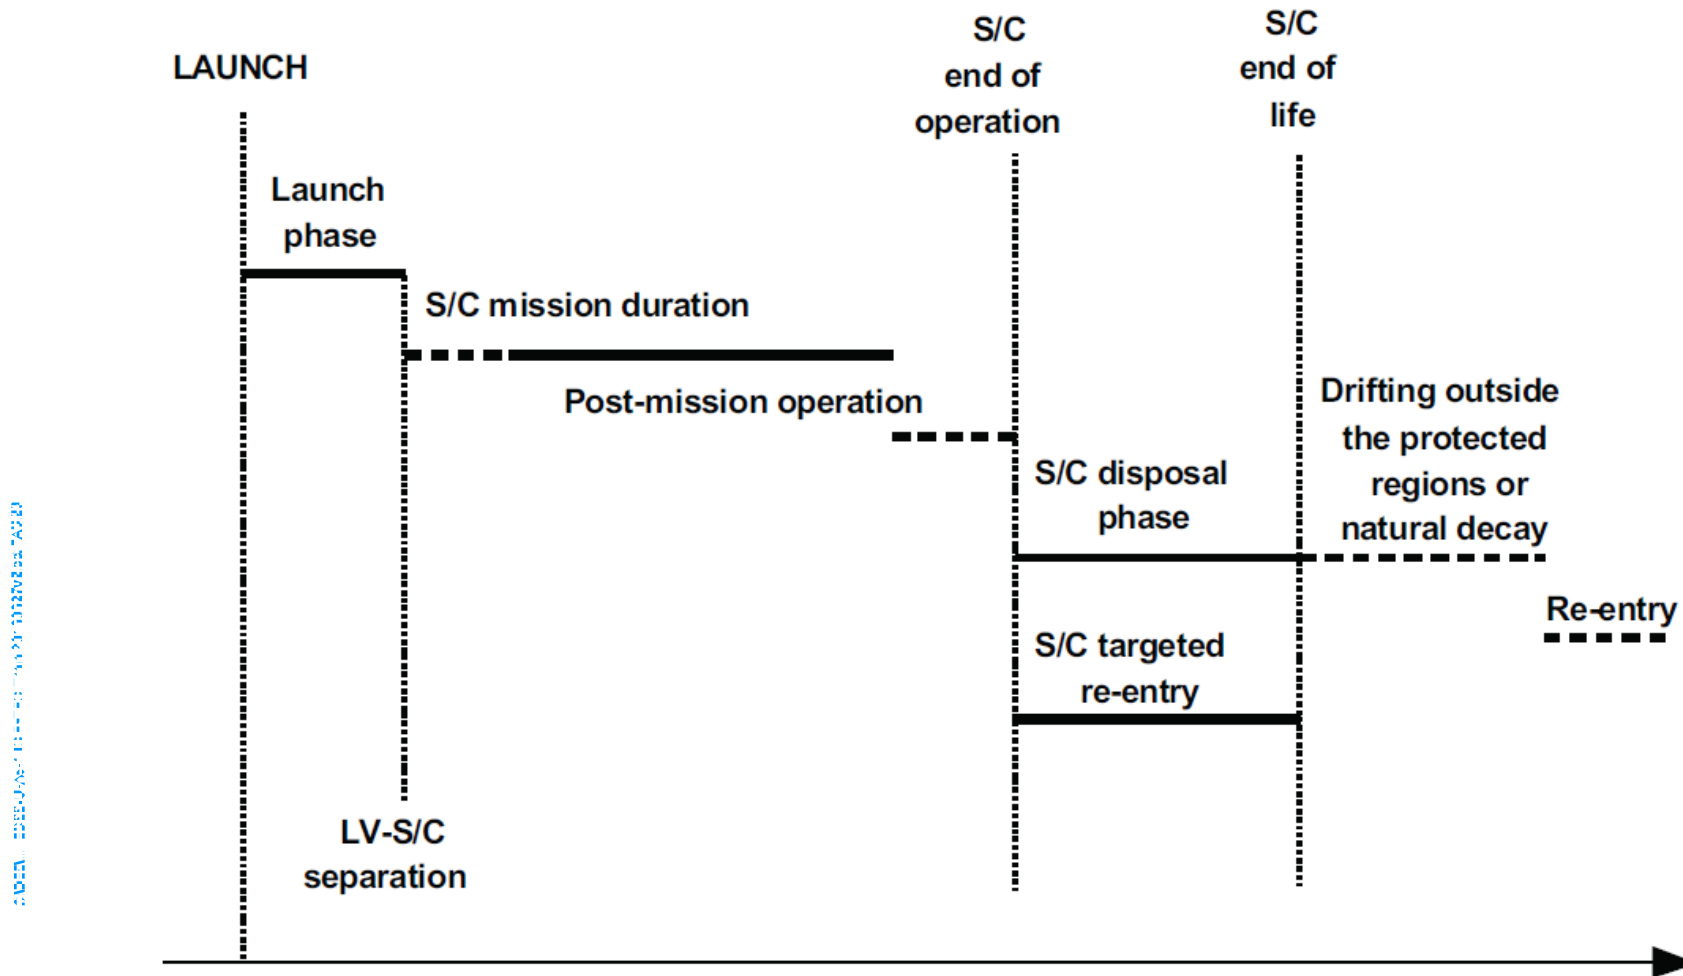 LAUNCH
S/C
end of
operation
S/C
end of
life
Launch
phase
S/C mission duration
Post-mission operation
S/C disposal
phase
Drifting outside
the protected
regions or
natural decay
Re-entry
S/C targeted
re-entry
LV-S/C
separation